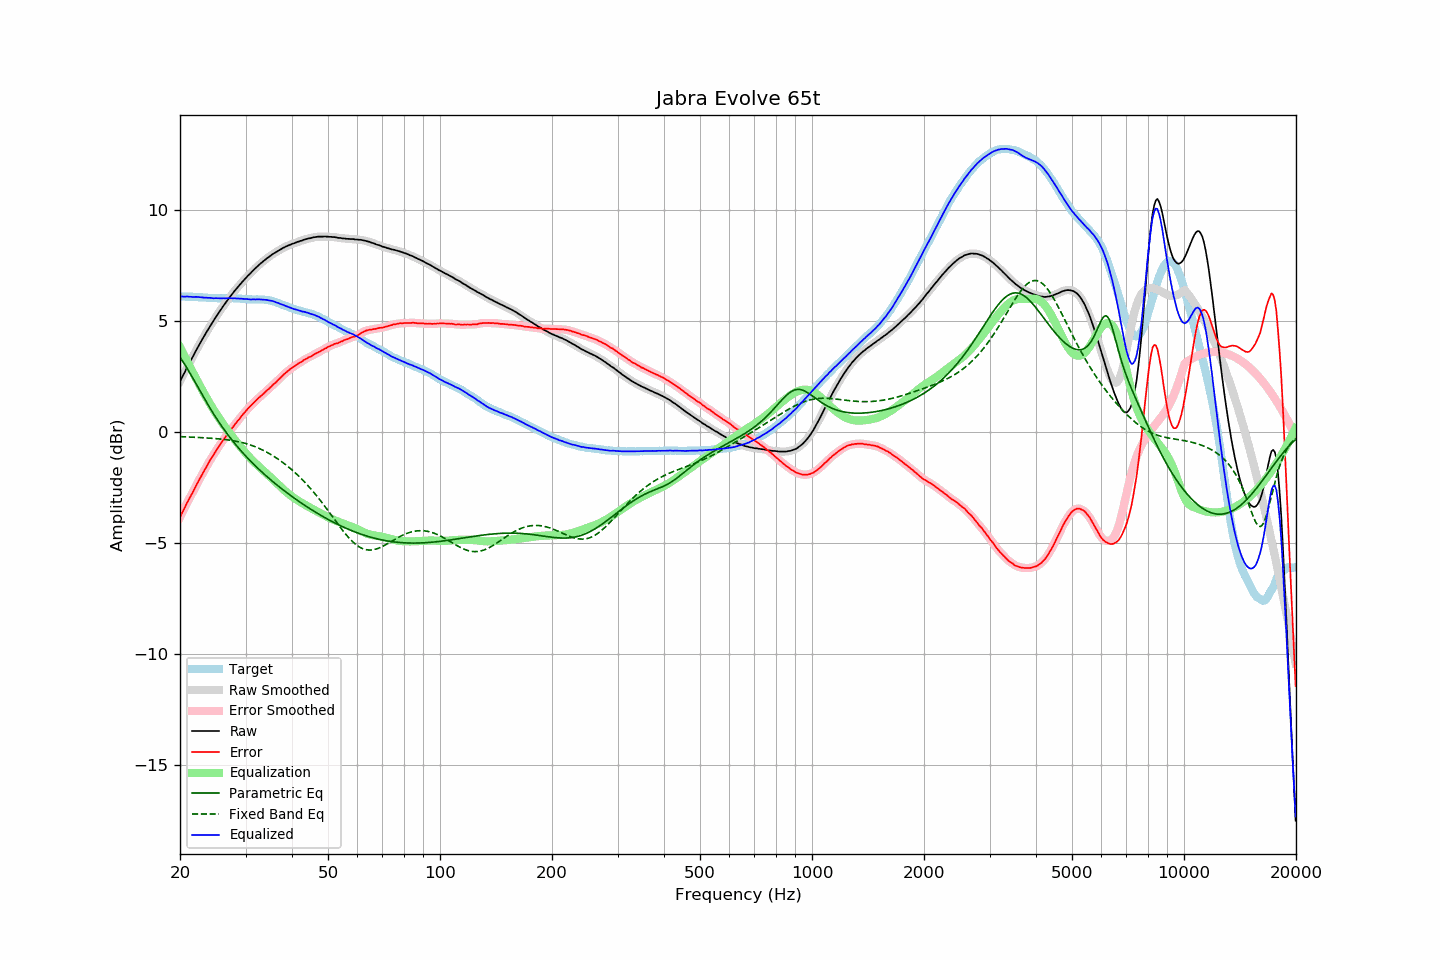 Jabra Evolve 65t
Amplitude (dBr)
10
5
0
−5
−10
−15
Target
Raw Smoothed
Error Smoothed
Raw
Error
Equalization
Parametric Eq
Fixed Band Eq
Equalized
20 50 100 200 500 1000 2000 5000 10000 20000
Frequency (Hz)